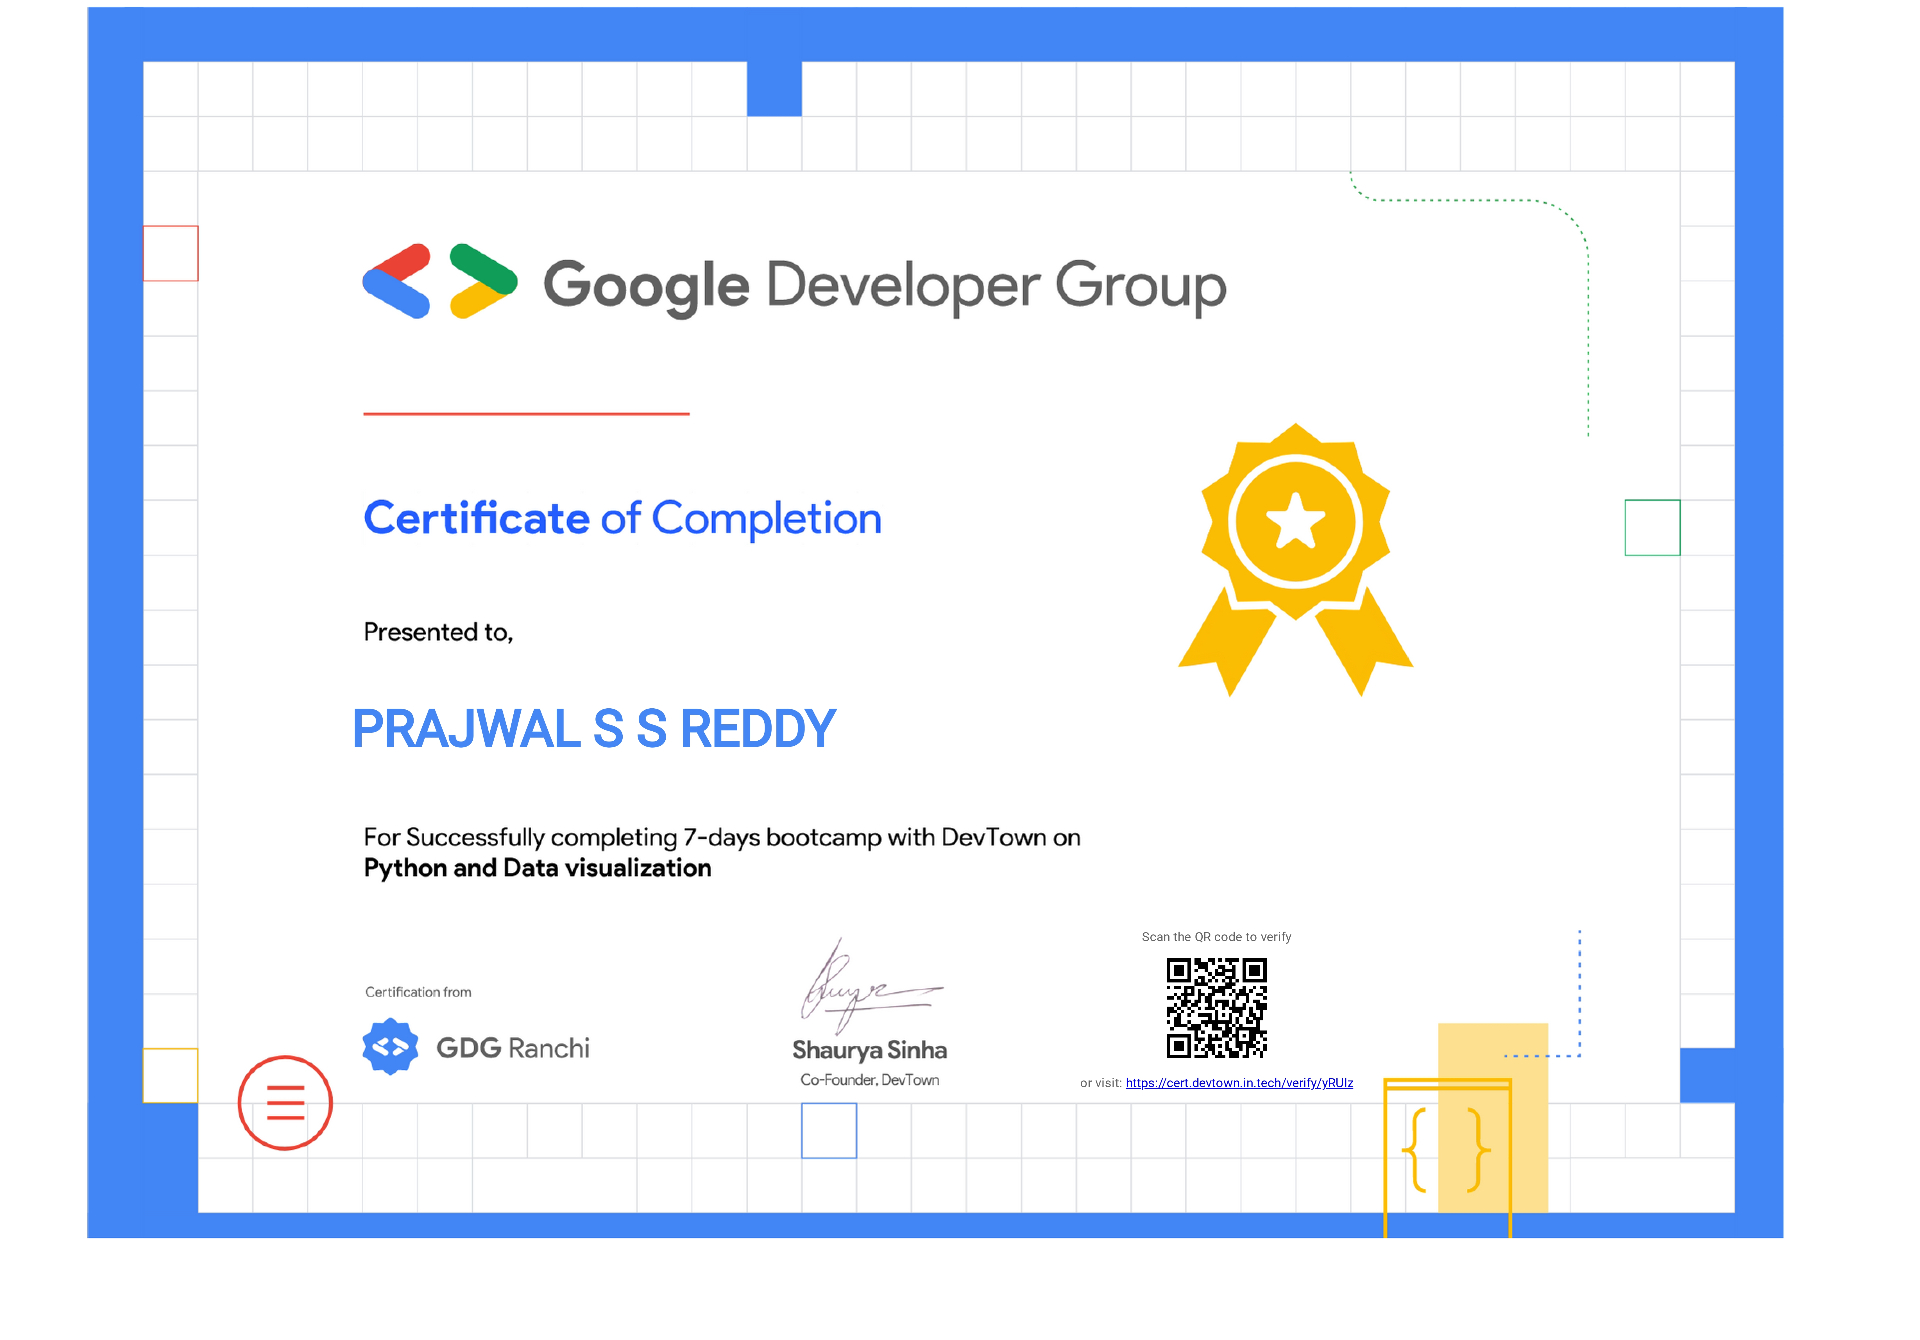 Google Developer Group
Certificate of Completion
Presented to,
PRAJWAL S S REDDY
For Successfully completing 7-days bootcamp with DevTown on
Python and Data visualization
Scan the QR code to verify
Certification from
GDG Ranchi
Shaurya Sinha
Co-Founder, DevTown
or visit: https://cert.devtown.in.tech/verify/yRUIz
{ }